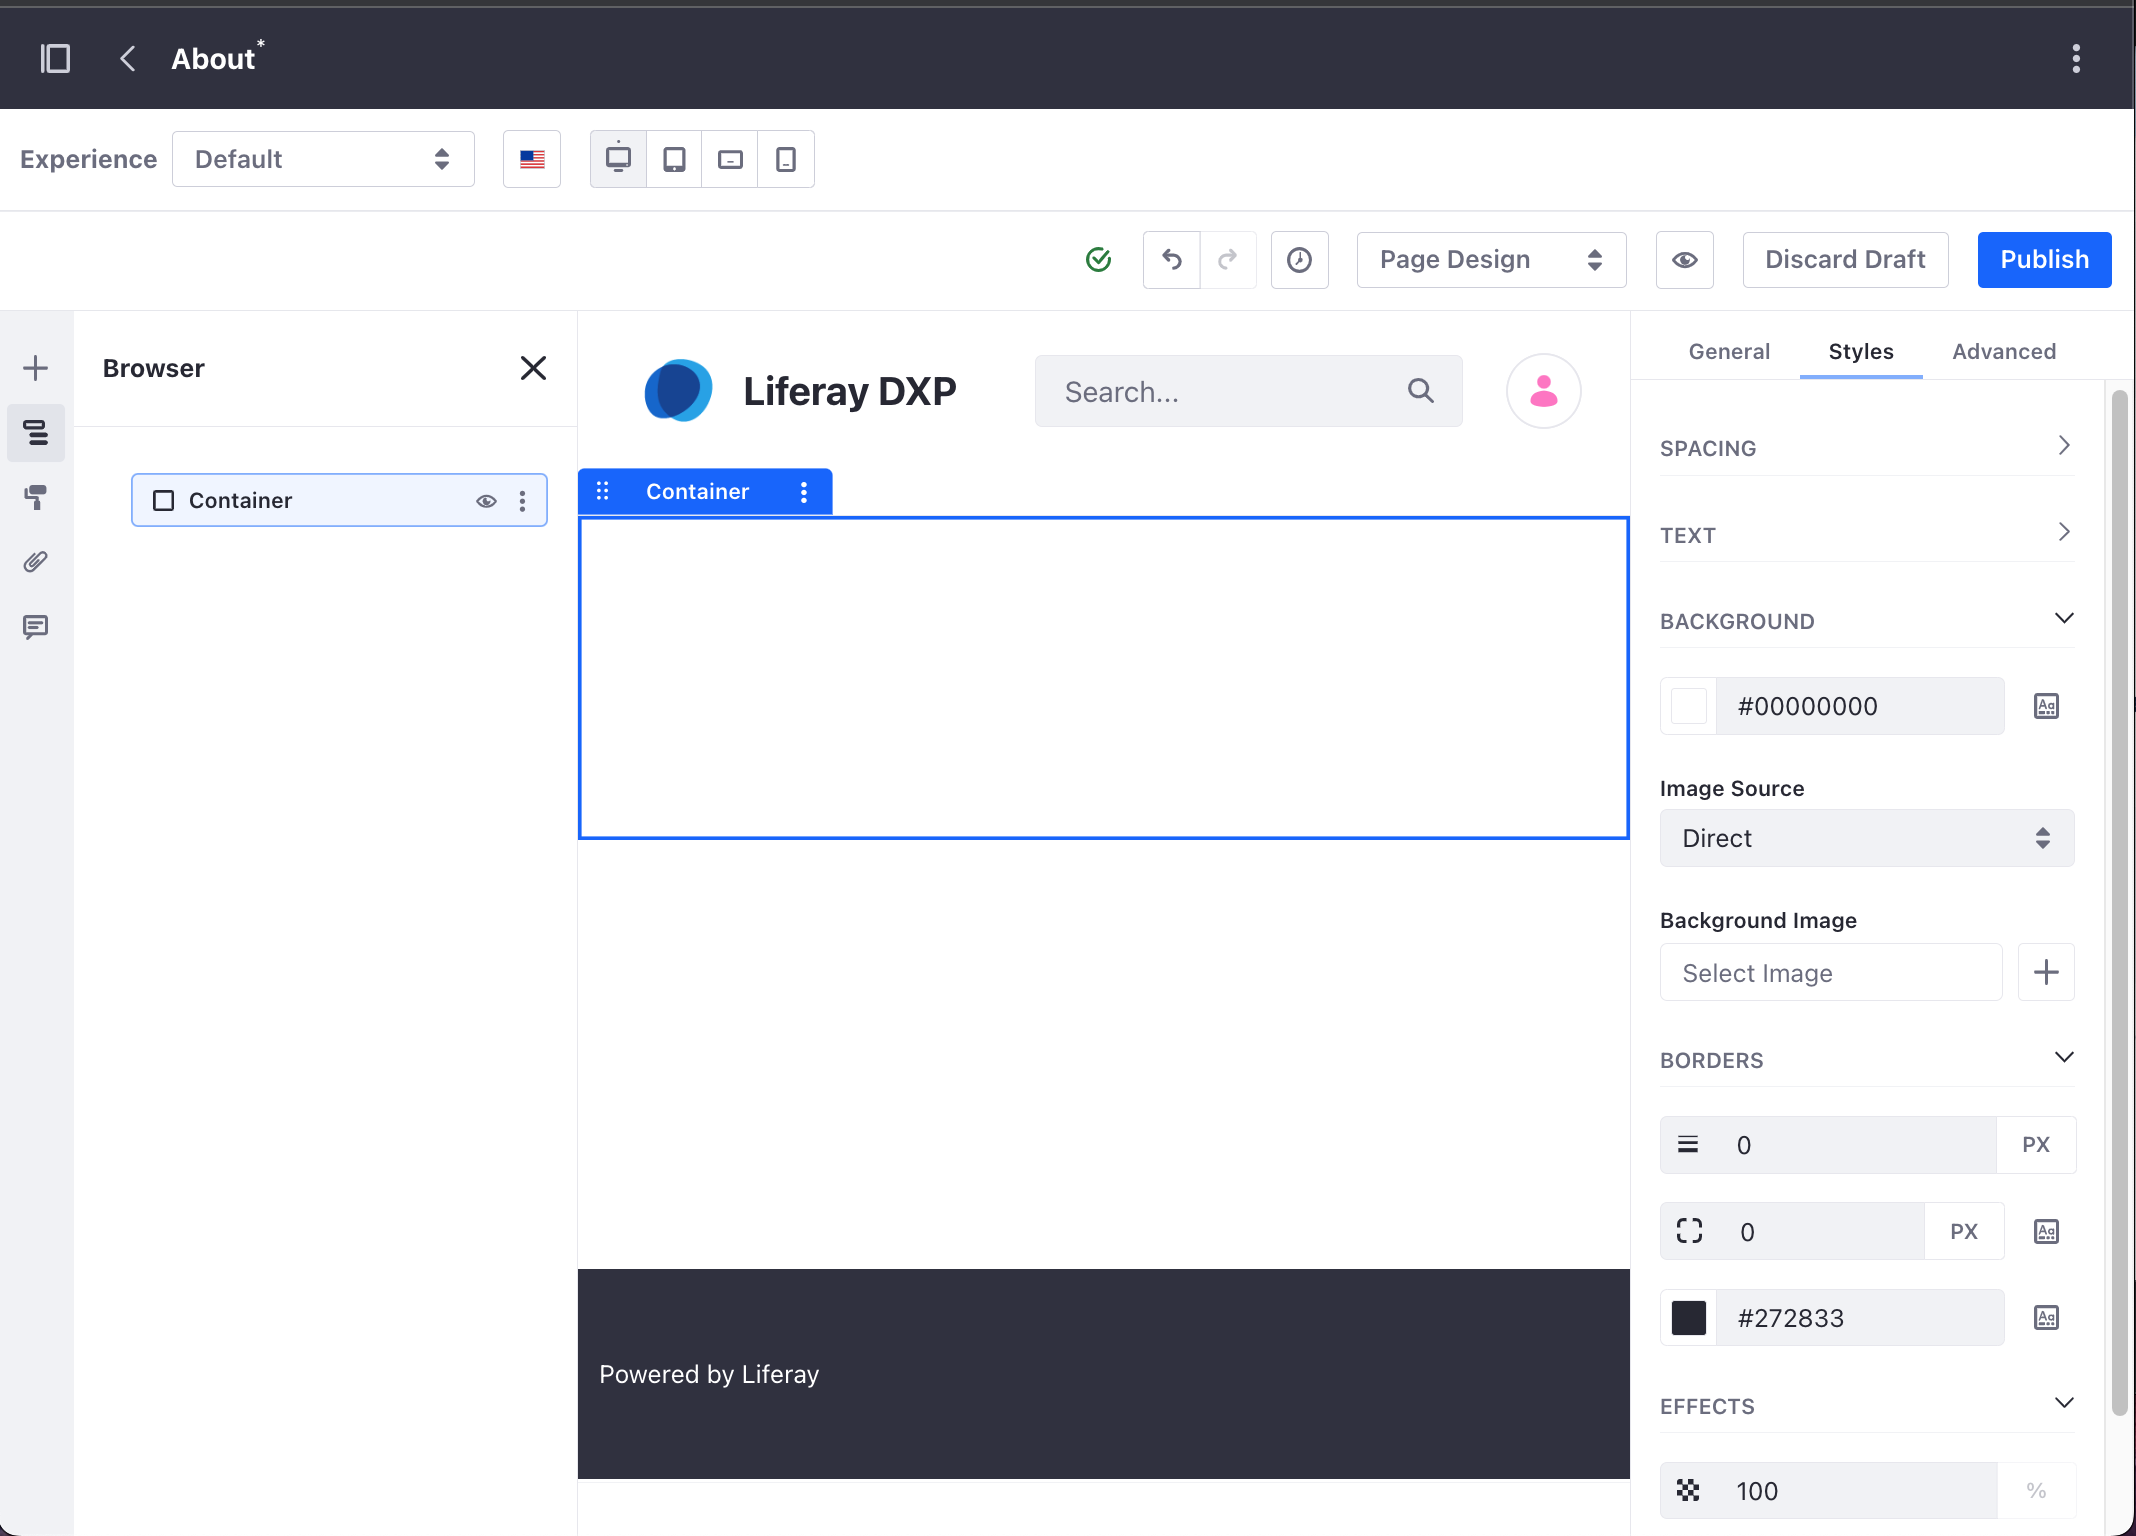 About*
Experience
Default
Page Design
Discard Draft
Publish
Browser
Container
Liferay DXP
Search...
Container
Powered by Liferay
General
Styles
Advanced
SPACING
TEXT
BACKGROUND
#00000000
Image Source
Direct
Background Image
Select Image
BORDERS
0
PX
0
PX
#272833
EFFECTS
100
%